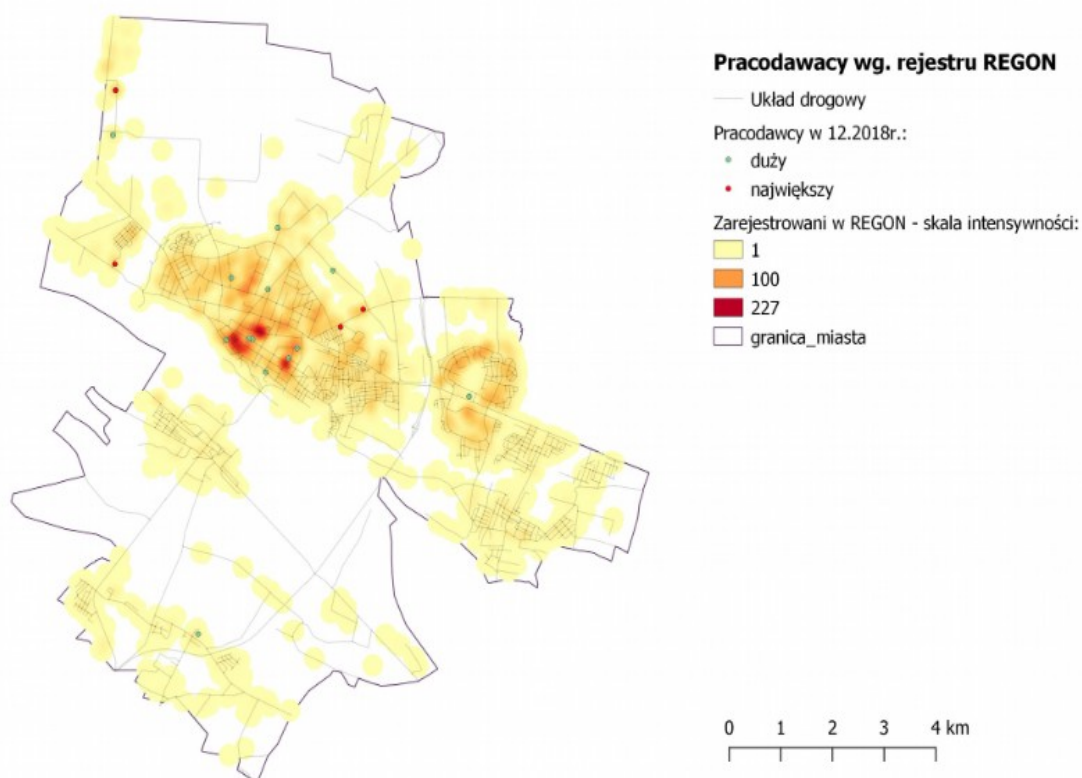 Pracodawacy wg. rejestru REGON
Układ drogowy
Pracodawcy w 12.2018r.:
duży
największy
Zarejestrowani w REGON - skala intensywności:
1
100
227
granica_miasta
0 1 2 3 4 km